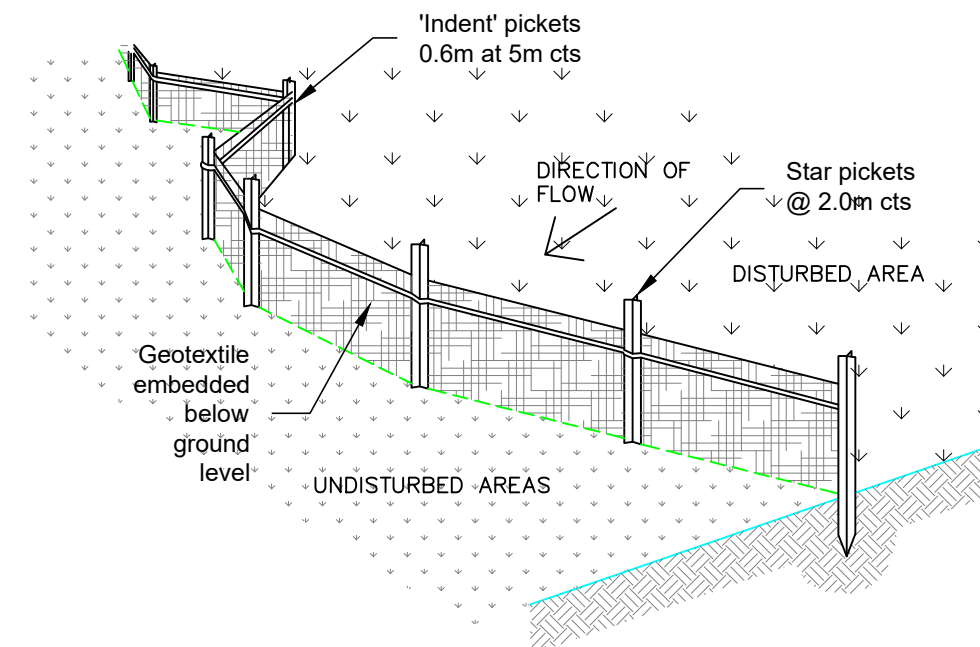 'Indent' pickets
0.6m at 5m cts
DIRECTION OF
FLOW
Star pickets
@ 2.0m cts
DISTURBED AREA
Geotextile
embedded
below
ground
level
UNDISTURBED AREAS